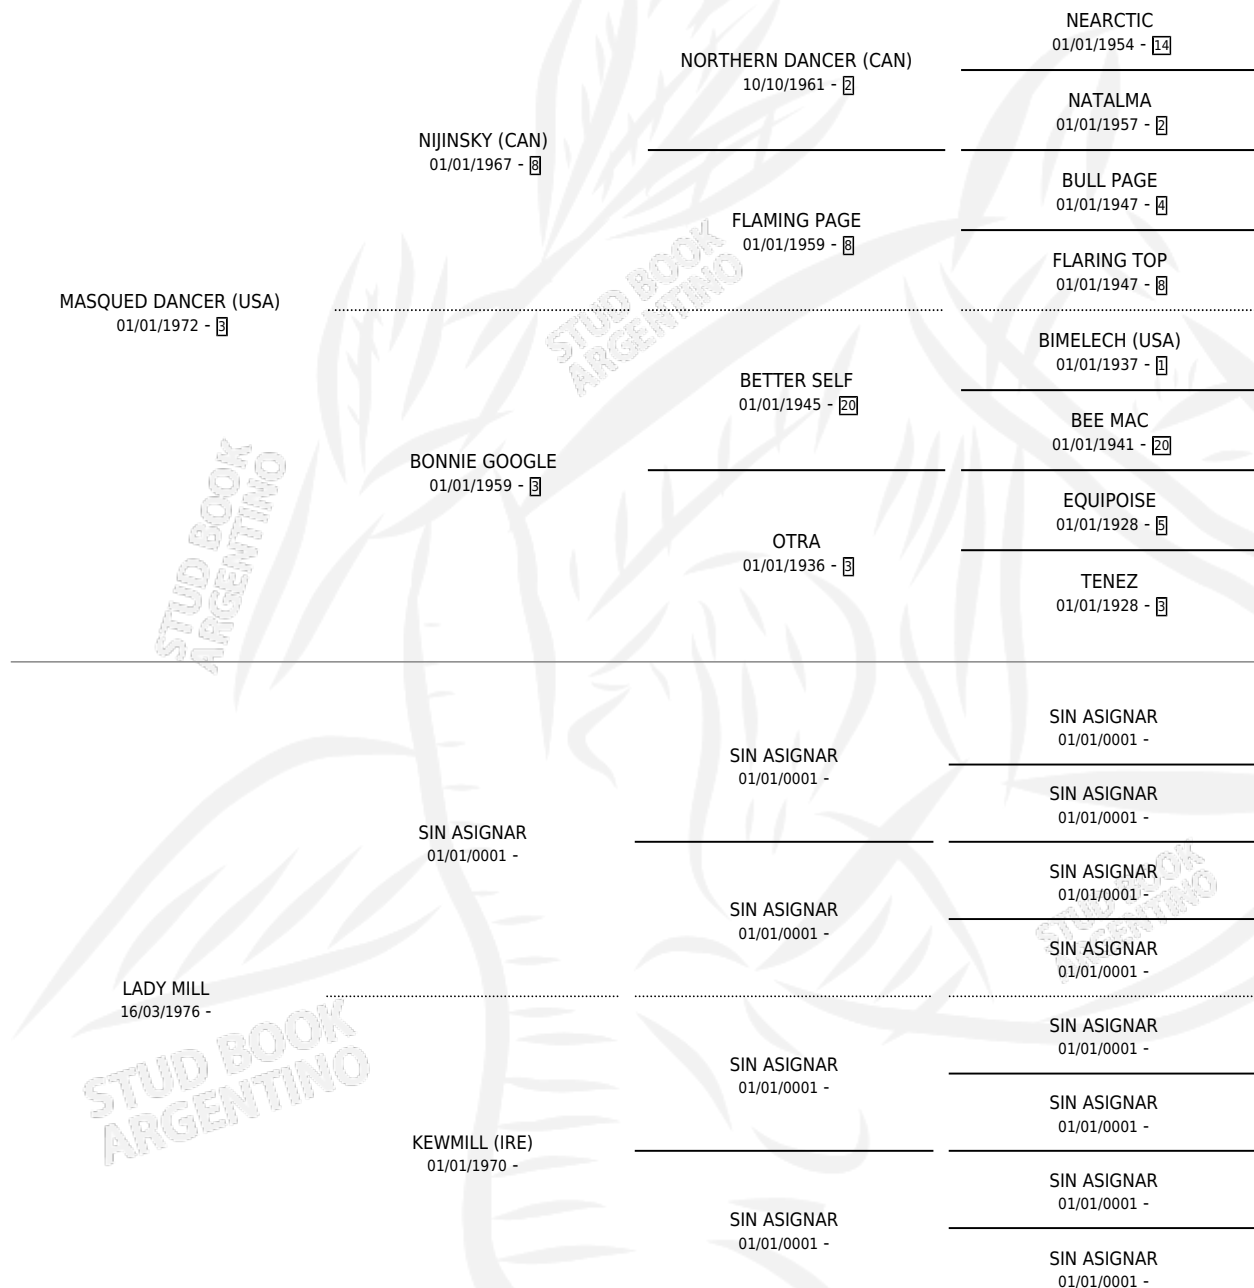 NEARCTIC
01/01/1954 - 14
NORTHERN DANCER (CAN)
10/10/1961 - 2
NATALMA
01/01/1957 - 2
NIJINSKY (CAN)
01/01/1967 - 8
BULL PAGE
01/01/1947 - 4
FLAMING PAGE
01/01/1959 - 8
FLARING TOP
01/01/1947 - 8
MASQUED DANCER (USA)
01/01/1972 - 3
STUD BOOK
ARGENTINO
BIMELECH (USA)
01/01/1937 - 1
BETTER SELF
01/01/1945 - 20
BEE MAC
01/01/1941 - 20
BONNIE GOOGLE
01/01/1959 - 3
EQUIPOISE
01/01/1928 - 5
OTRA
01/01/1936 - 3
TENEZ
01/01/1928 - 3
STUD BOOK
ARGENTINO
SIN ASIGNAR
01/01/0001 -
SIN ASIGNAR
01/01/0001 -
SIN ASIGNAR
01/01/0001 -
SIN ASIGNAR
01/01/0001 -
SIN ASIGNAR
01/01/0001 -
SIN ASIGNAR
01/01/0001 -
SIN ASIGNAR
01/01/0001 -
STUD BOOK
ARGENTINO
LADY MILL
16/03/1976 -
SIN ASIGNAR
01/01/0001 -
SIN ASIGNAR
01/01/0001 -
SIN ASIGNAR
01/01/0001 -
KEWMILL (IRE)
01/01/1970 -
SIN ASIGNAR
01/01/0001 -
SIN ASIGNAR
01/01/0001 -
SIN ASIGNAR
01/01/0001 -
STUD BOOK
ARGENTINO